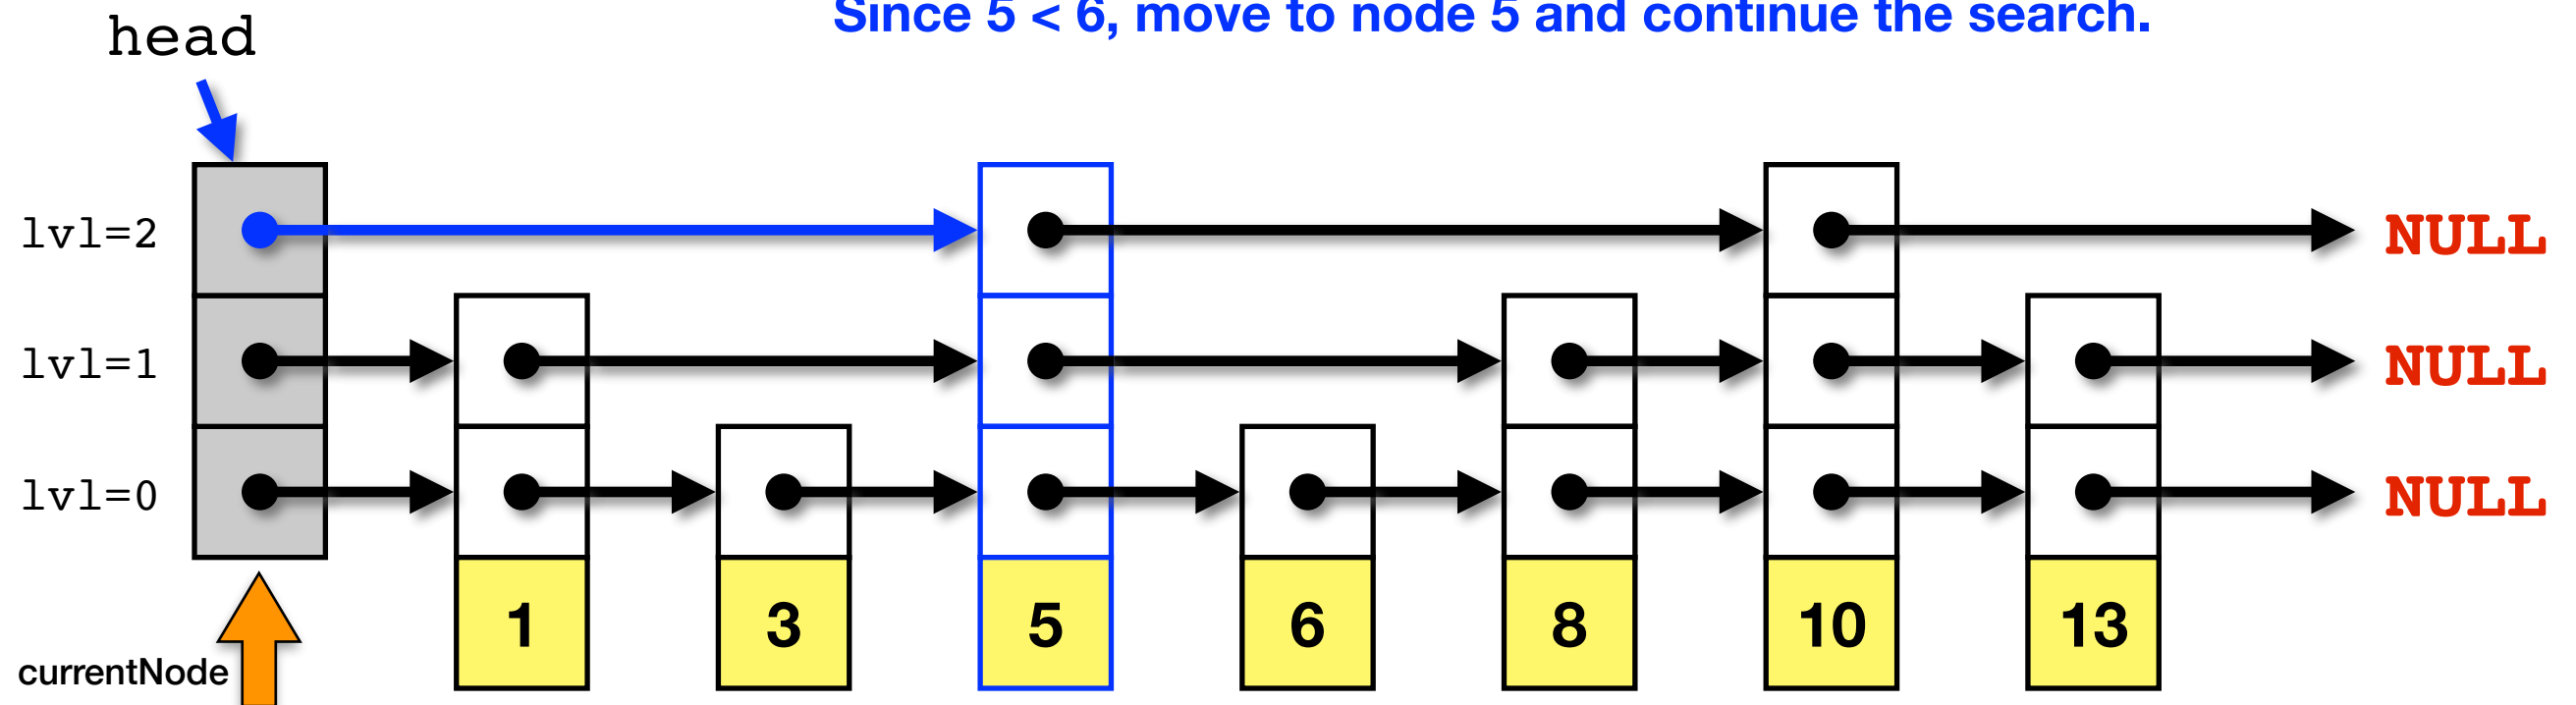 Since 5 < 6, move to node 5 and continue the search.
head
lvl=2 NULL
lvl=1 NULL
lvl=0 NULL
1 3 5 6 8 10 13
currentNode